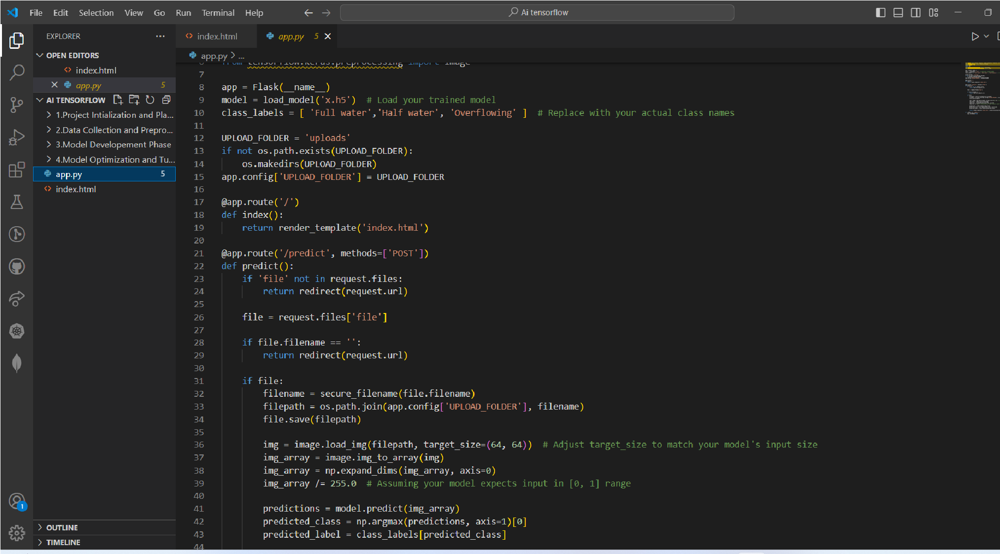 File Edit Selection View Go Run Terminal Help
Ai tensorflow
EXPLORER
OPEN EDITORS
index.html
app.py 5
AI TENSORFLOW
1.Project Intialization and Pla...
2.Data Collection and Prepro...
3.Model Developement Phase
4.Model Optimization and Tu...
app.py 5
index.html
OUTLINE
TIMELINE
1
index.html app.py 5
app.py > ...
6 from tensorflow.keras.preprocessing import image
7
8 app = Flask(__name__)
9 model = load_model('x.h5')  # Load your trained model
10 class_labels = [ 'Full water','Half water', 'Overflowing' ]  # Replace with your actual class names
11
12 UPLOAD_FOLDER = 'uploads'
13 if not os.path.exists(UPLOAD_FOLDER):
14     os.makedirs(UPLOAD_FOLDER)
15 app.config['UPLOAD_FOLDER'] = UPLOAD_FOLDER
16
17 @app.route('/')
18 def index():
19     return render_template('index.html')
20
21 @app.route('/predict', methods=['POST'])
22 def predict():
23     if 'file' not in request.files:
24         return redirect(request.url)
25
26     file = request.files['file']
27
28     if file.filename == '':
29         return redirect(request.url)
30
31     if file:
32         filename = secure_filename(file.filename)
33         filepath = os.path.join(app.config['UPLOAD_FOLDER'], filename)
34         file.save(filepath)
35
36         img = image.load_img(filepath, target_size=(64, 64))  # Adjust target_size to match your model's input size
37         img_array = image.img_to_array(img)
38         img_array = np.expand_dims(img_array, axis=0)
39         img_array /= 255.0  # Assuming your model expects input in [0, 1] range
40
41         predictions = model.predict(img_array)
42         predicted_class = np.argmax(predictions, axis=1)[0]
43         predicted_label = class_labels[predicted_class]
44